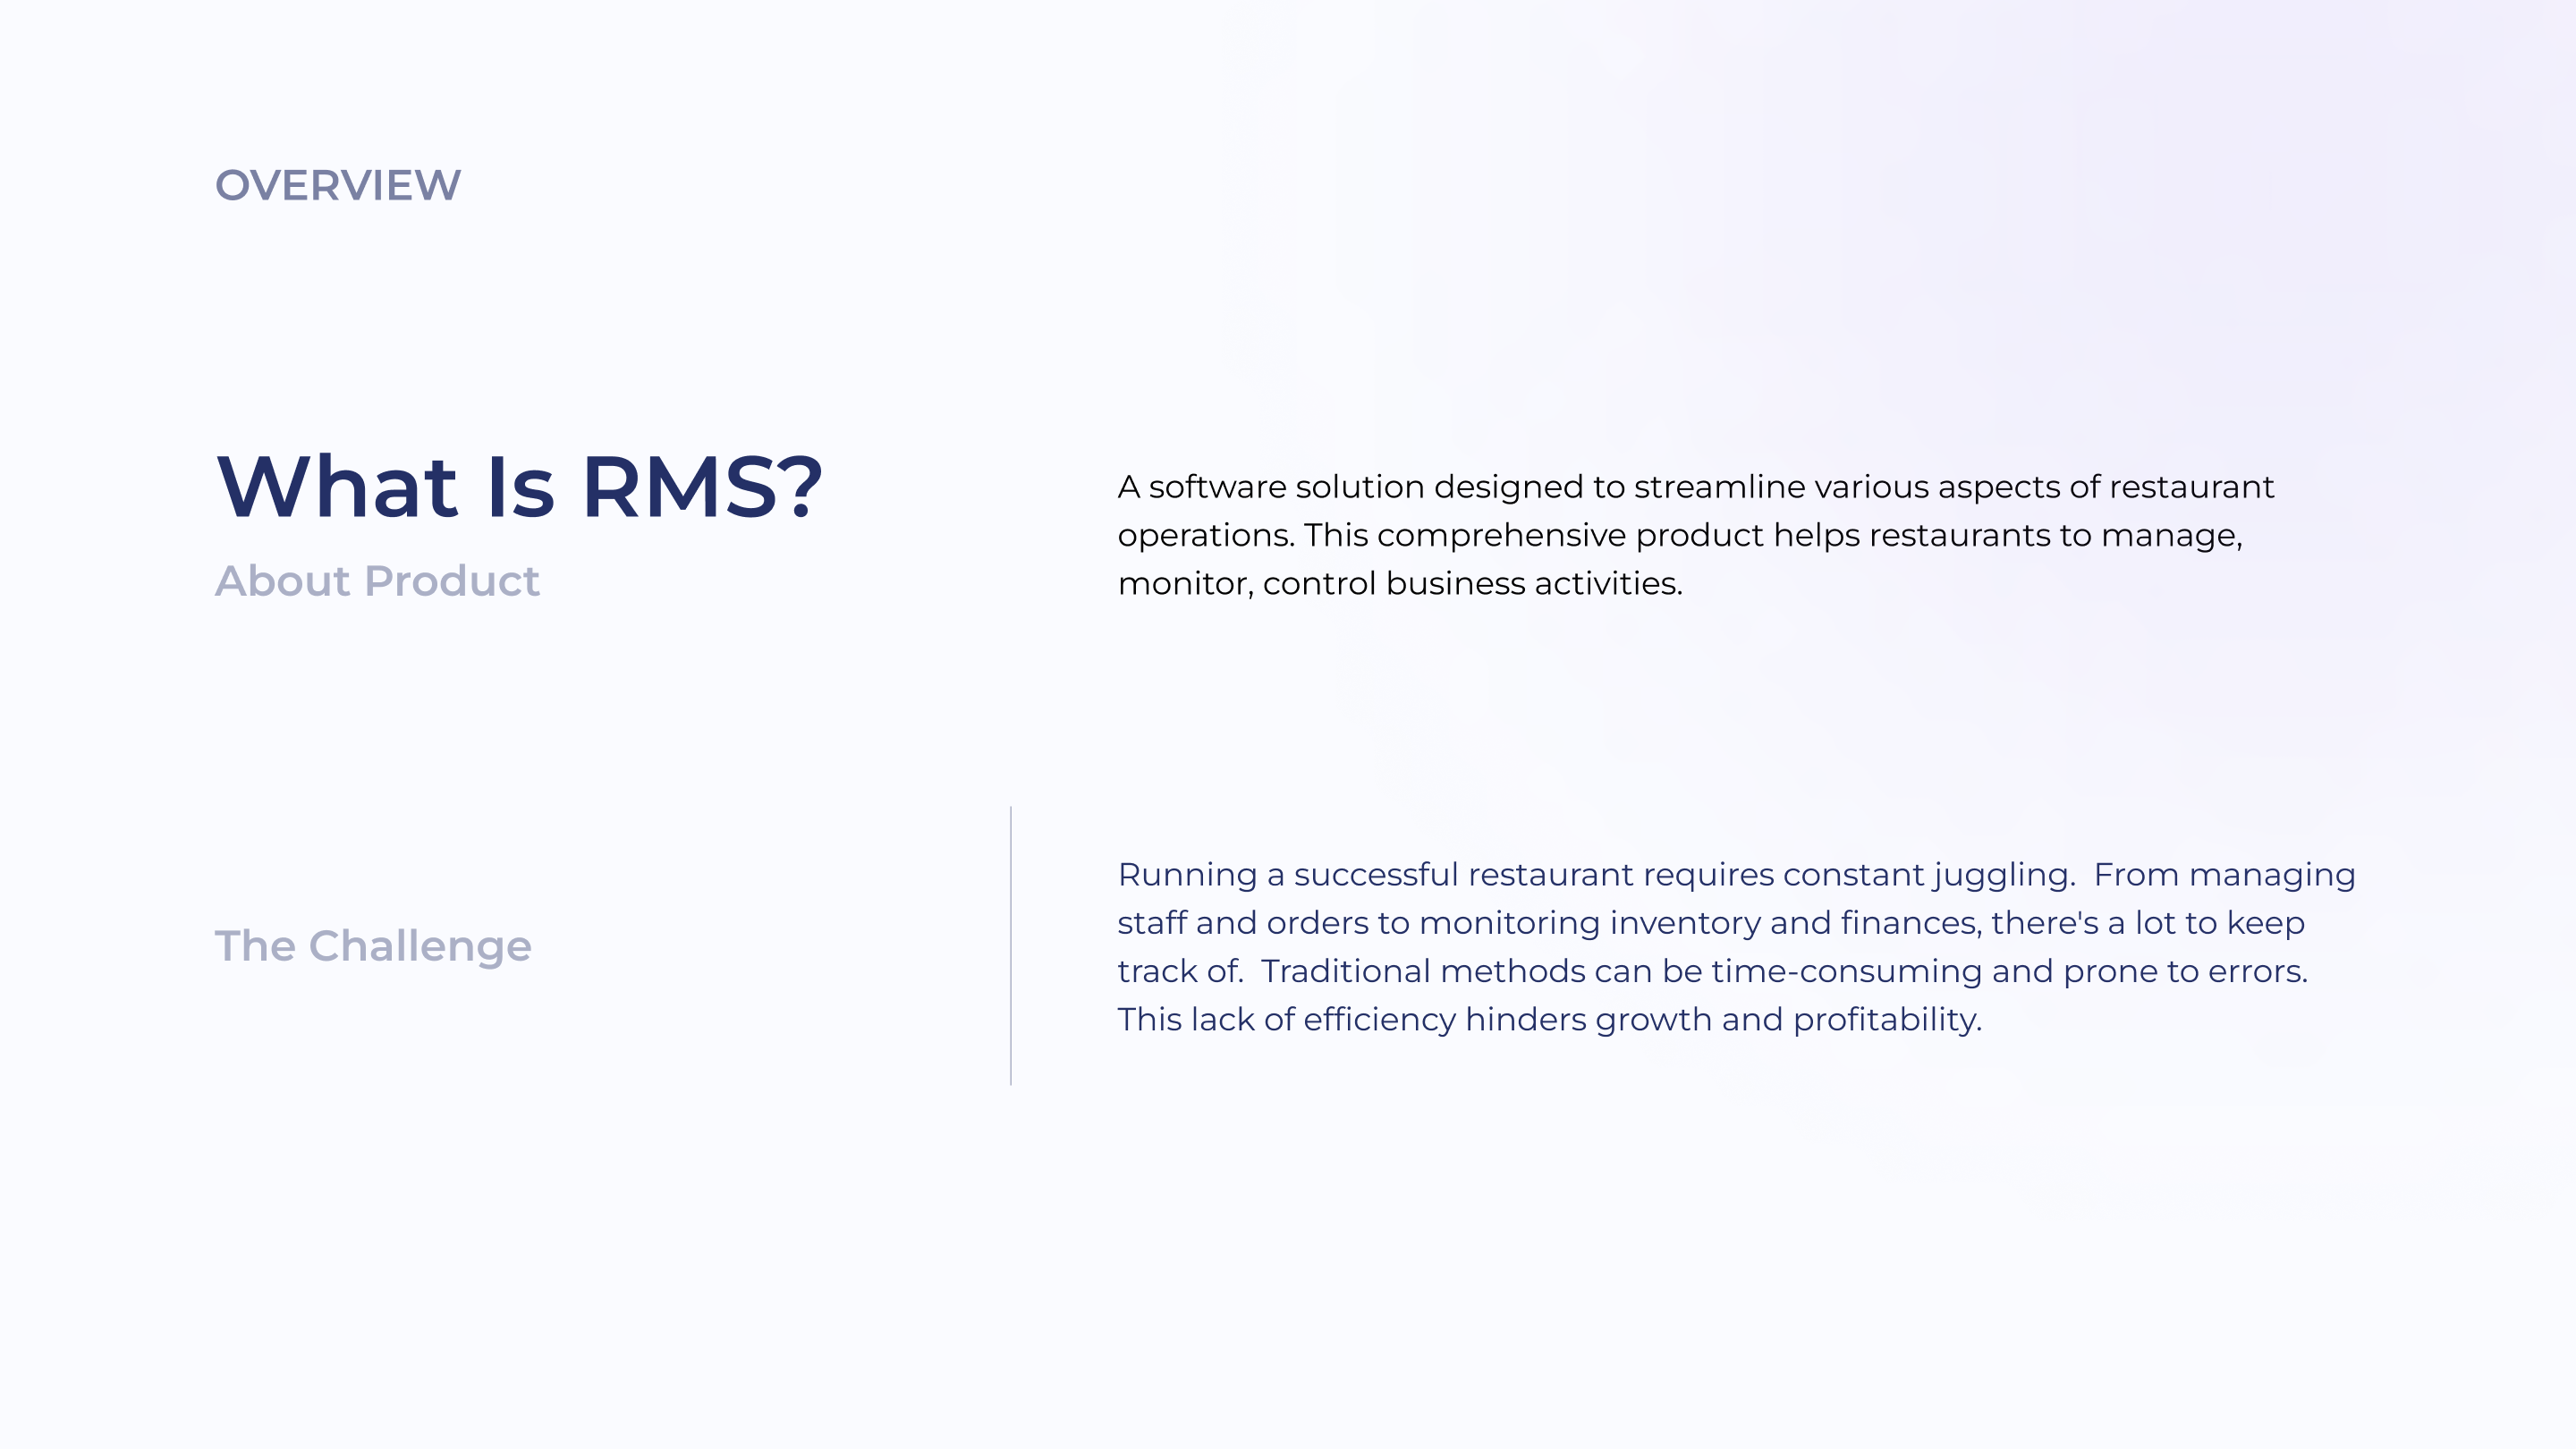 OVERVIEW
What Is RMS?
About Product
A software solution designed to streamline various aspects of restaurant
operations. This comprehensive product helps restaurants to manage,
monitor, control business activities.
The Challenge
Running a successful restaurant requires constant juggling.  From managing
staff and orders to monitoring inventory and finances, there's a lot to keep
track of.  Traditional methods can be time-consuming and prone to errors.
This lack of efficiency hinders growth and profitability.